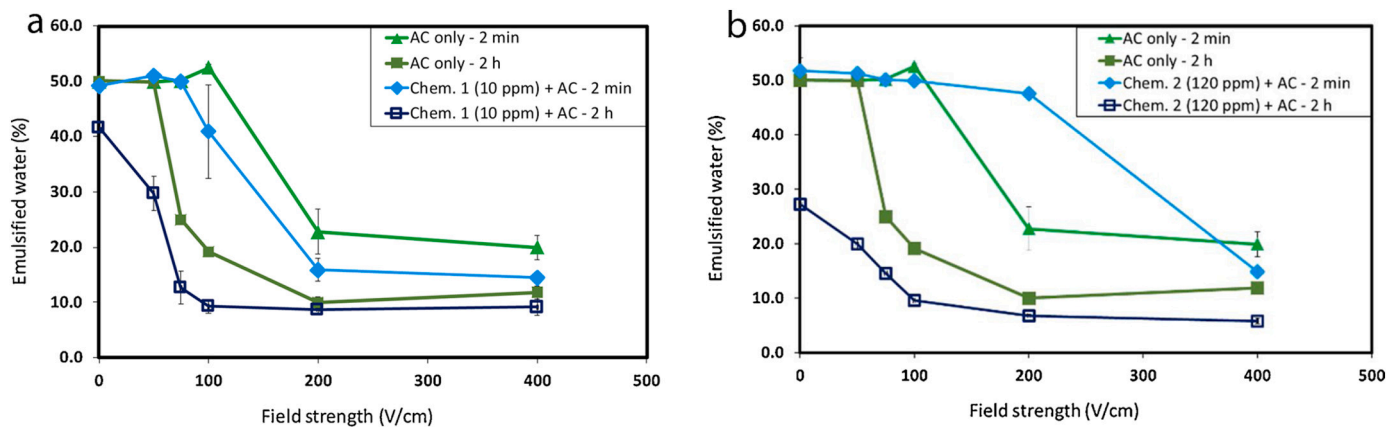 a
60.0
50.0
40.0
30.0
20.0
10.0
0.0
Emulsified water (%)
0
100
200
300
400
500
Field strength (V/cm)
AC only - 2 min
AC only - 2 h
Chem. 1 (10 ppm) + AC - 2 min
Chem. 1 (10 ppm) + AC - 2 h
b
60.0
50.0
40.0
30.0
20.0
10.0
0.0
Emulsified water (%)
0
100
200
300
400
500
Field strength (V/cm)
AC only - 2 min
AC only - 2 h
Chem. 2 (120 ppm) + AC - 2 min
Chem. 2 (120 ppm) + AC - 2 h